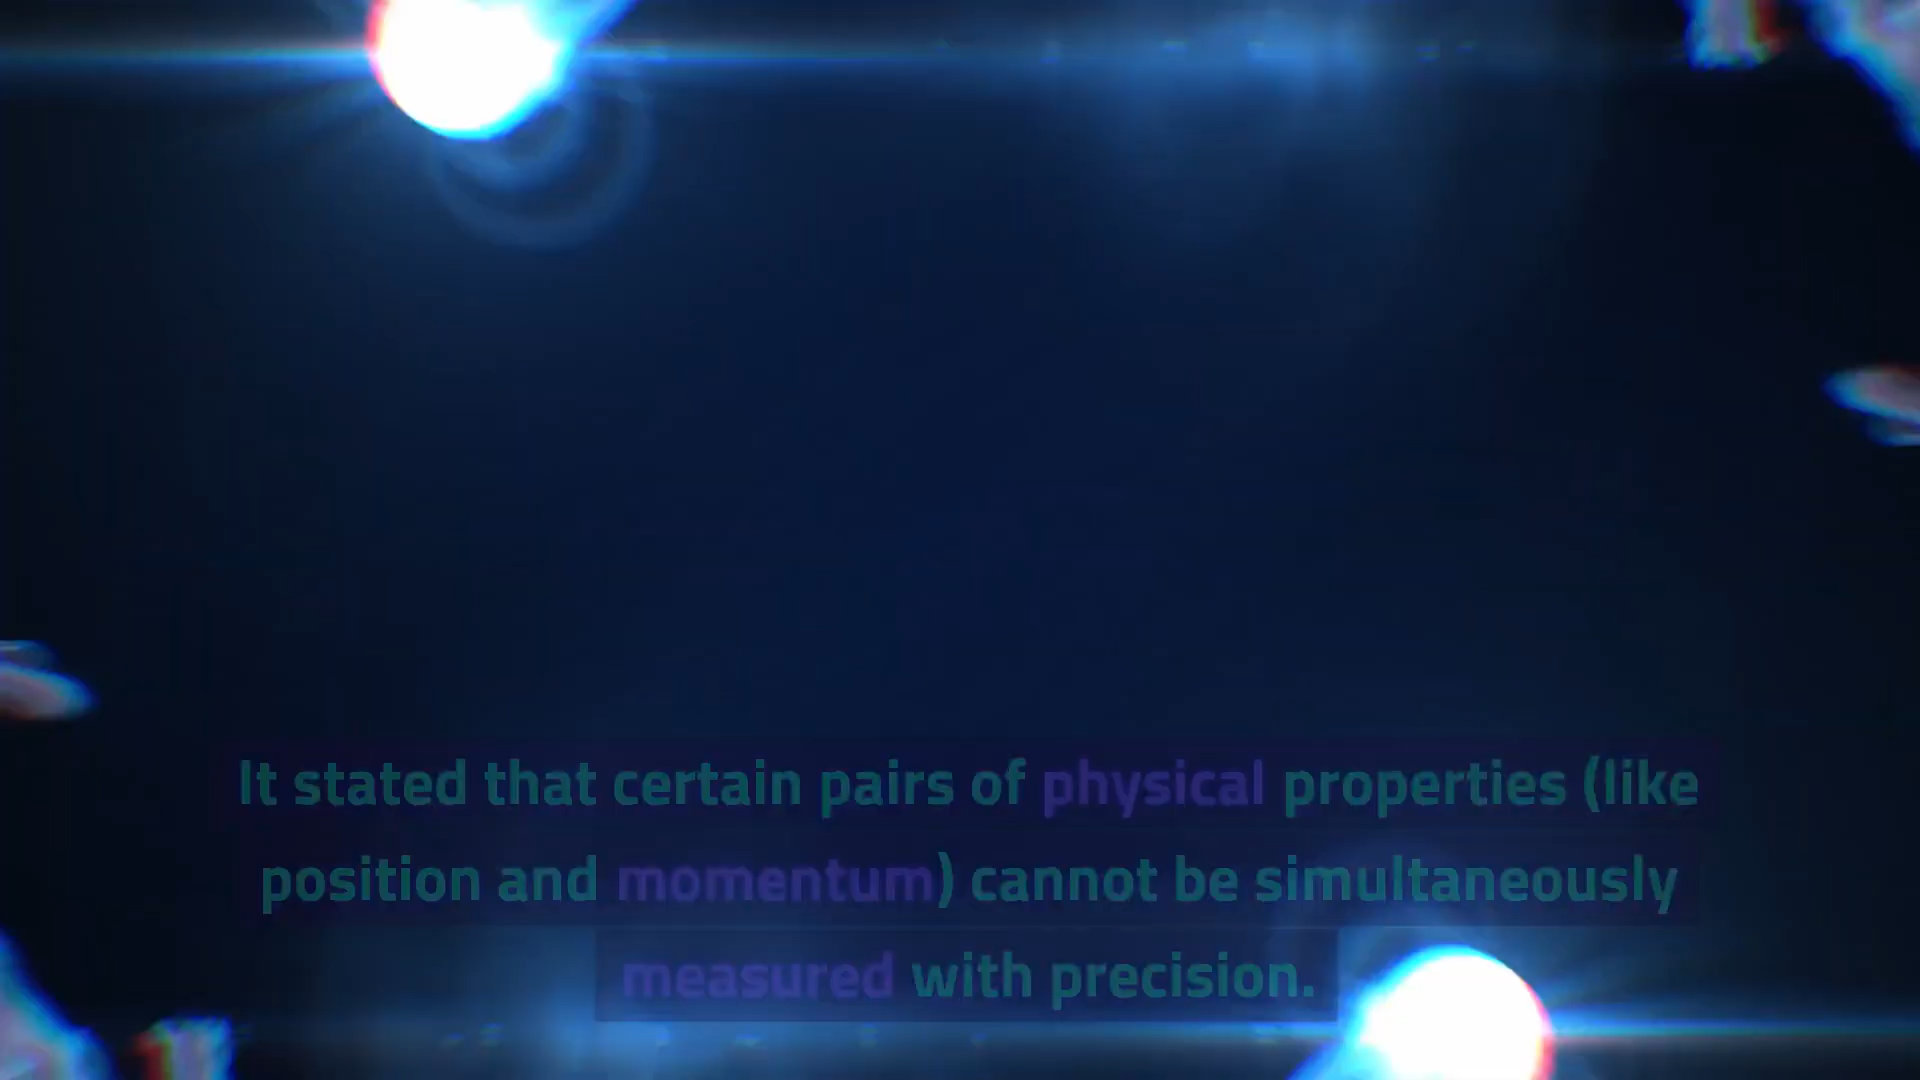 It stated that certain pairs of physical properties (like
position and momentum) cannot be simultaneously
measured with precision.